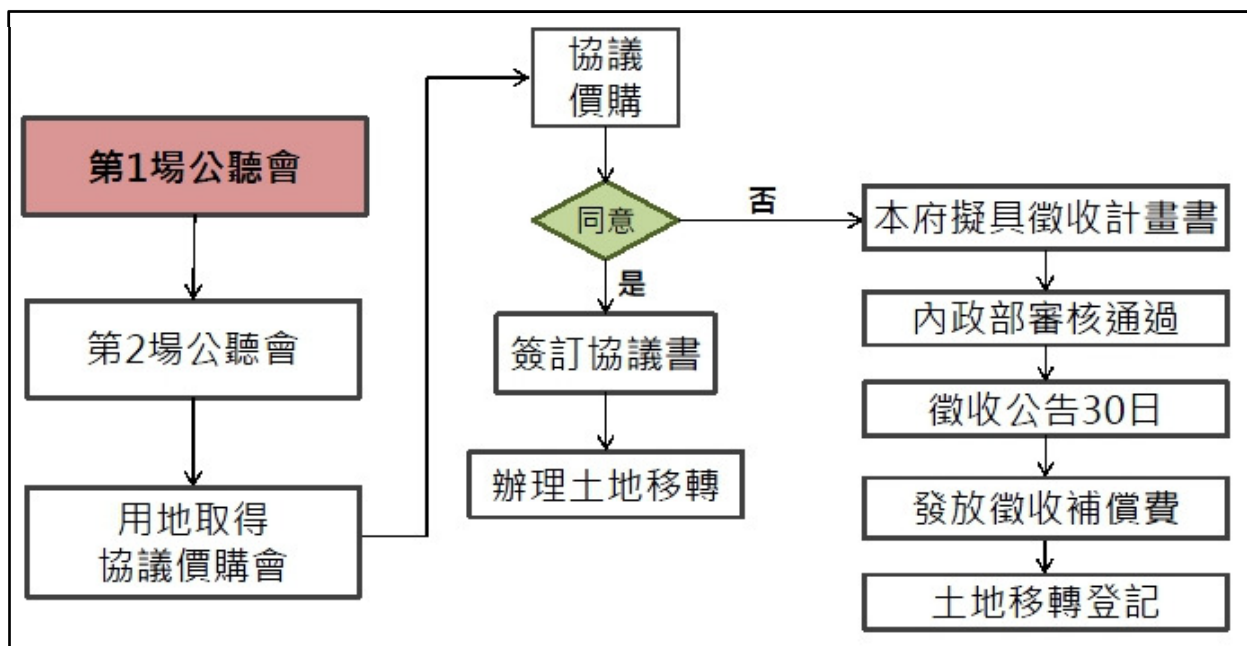 第1場公聽會
第2場公聽會
用地取得
協議價購會
協議
價購
同意
是
簽訂協議書
辦理土地移轉
否
本府擬具徵收計畫書
內政部審核通過
徵收公告30日
發放徵收補償費
土地移轉登記